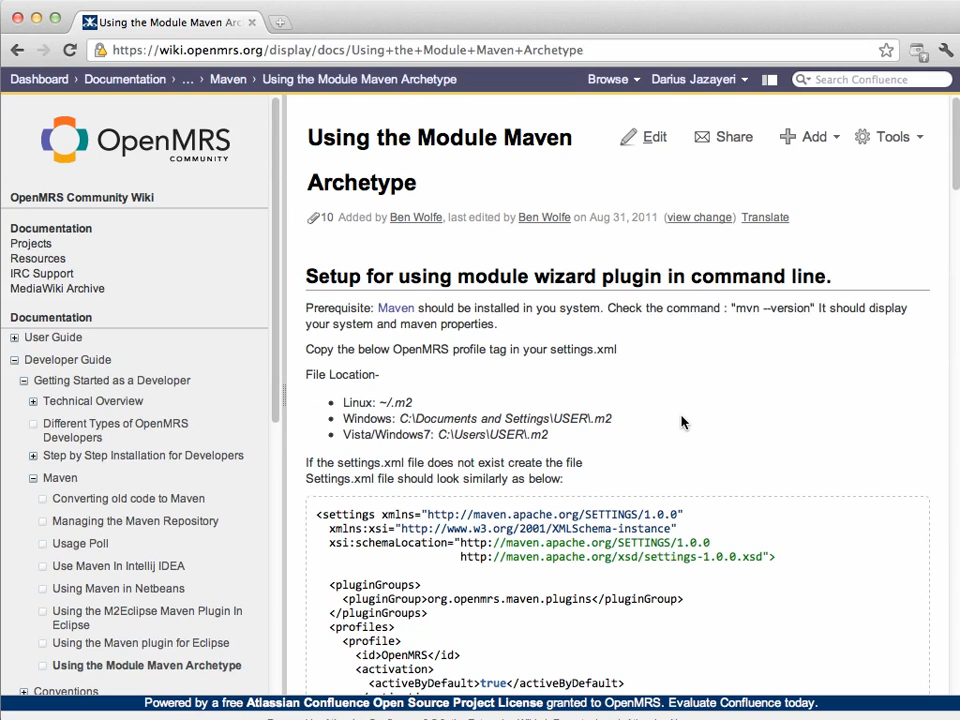 Using the Module Maven Arc
https://wiki.openmrs.org/display/docs/Using+the+Module+Maven+Archetype
Dashboard › Documentation › ... › Maven › Using the Module Maven Archetype
Browse Darius Jazayeri Search Confluence
OpenMRS
COMMUNITY
OpenMRS Community Wiki
Documentation
Projects
Resources
IRC Support
MediaWiki Archive
Documentation
User Guide
Developer Guide
Getting Started as a Developer
Technical Overview
Different Types of OpenMRS
Developers
Step by Step Installation for Developers
Maven
Converting old code to Maven
Managing the Maven Repository
Usage Poll
Use Maven In Intellij IDEA
Using Maven in Netbeans
Using the M2Eclipse Maven Plugin In
Eclipse
Using the Maven plugin for Eclipse
Using the Module Maven Archetype
Conventions
Using the Module Maven
Archetype
Edit Share Add Tools
10 Added by Ben Wolfe, last edited by Ben Wolfe on Aug 31, 2011 (view change) Translate
Setup for using module wizard plugin in command line.
Prerequisite: Maven should be installed in you system. Check the command : "mvn --version" It should display
your system and maven properties.
Copy the below OpenMRS profile tag in your settings.xml
File Location-
• Linux: ~/.m2
• Windows: C:\Documents and Settings\USER\.m2
• Vista/Windows7: C:\Users\USER\.m2
If the settings.xml file does not exist create the file
Settings.xml file should look similarly as below:
<settings xmlns="http://maven.apache.org/SETTINGS/1.0.0"
xmlns:xsi="http://www.w3.org/2001/XMLSchema-instance"
xsi:schemaLocation="http://maven.apache.org/SETTINGS/1.0.0
http://maven.apache.org/xsd/settings-1.0.0.xsd">
<pluginGroups>
<pluginGroup>org.openmrs.maven.plugins</pluginGroup>
</pluginGroups>
<profiles>
<profile>
<id>OpenMRS</id>
<activation>
<activeByDefault>true</activeByDefault>
Powered by a free Atlassian Confluence Open Source Project License granted to OpenMRS. Evaluate Confluence today.